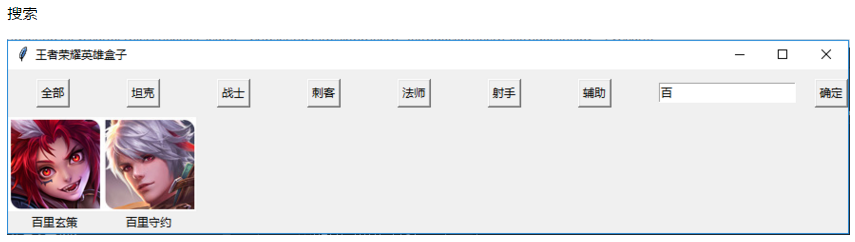 搜索
王者荣耀英雄盒子
全部 坦克 战士 刺客 法师 射手 辅助 百 确定
百里玄策 百里守约